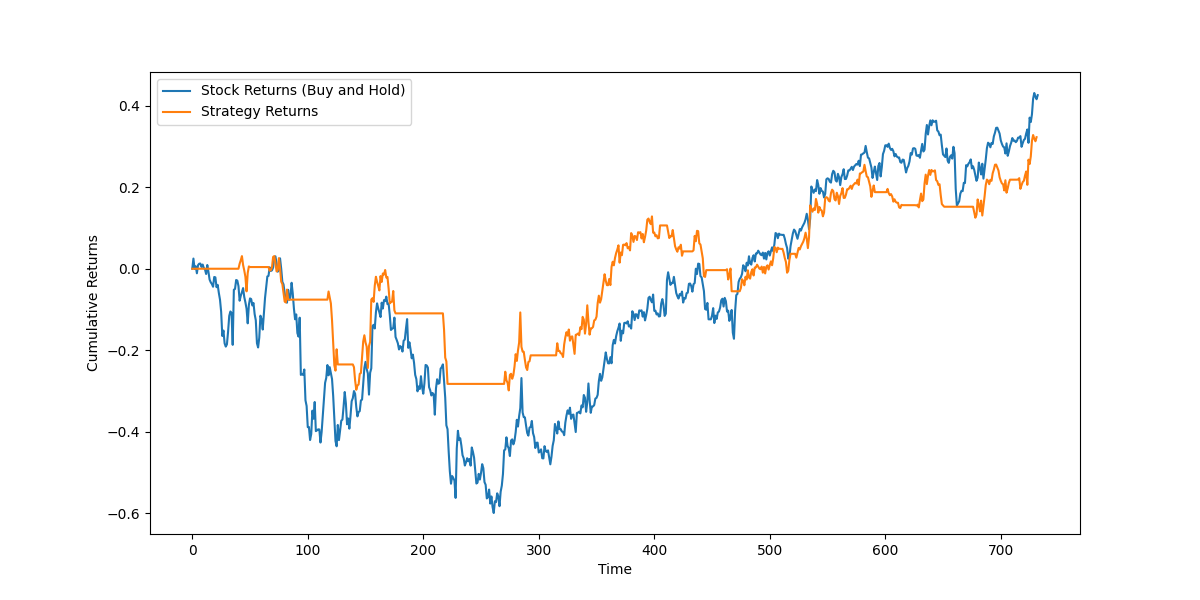 Stock Returns (Buy and Hold)
Strategy Returns
Cumulative Returns
0.4
0.2
0.0
−0.2
−0.4
−0.6
0 100 200 300 400 500 600 700
Time